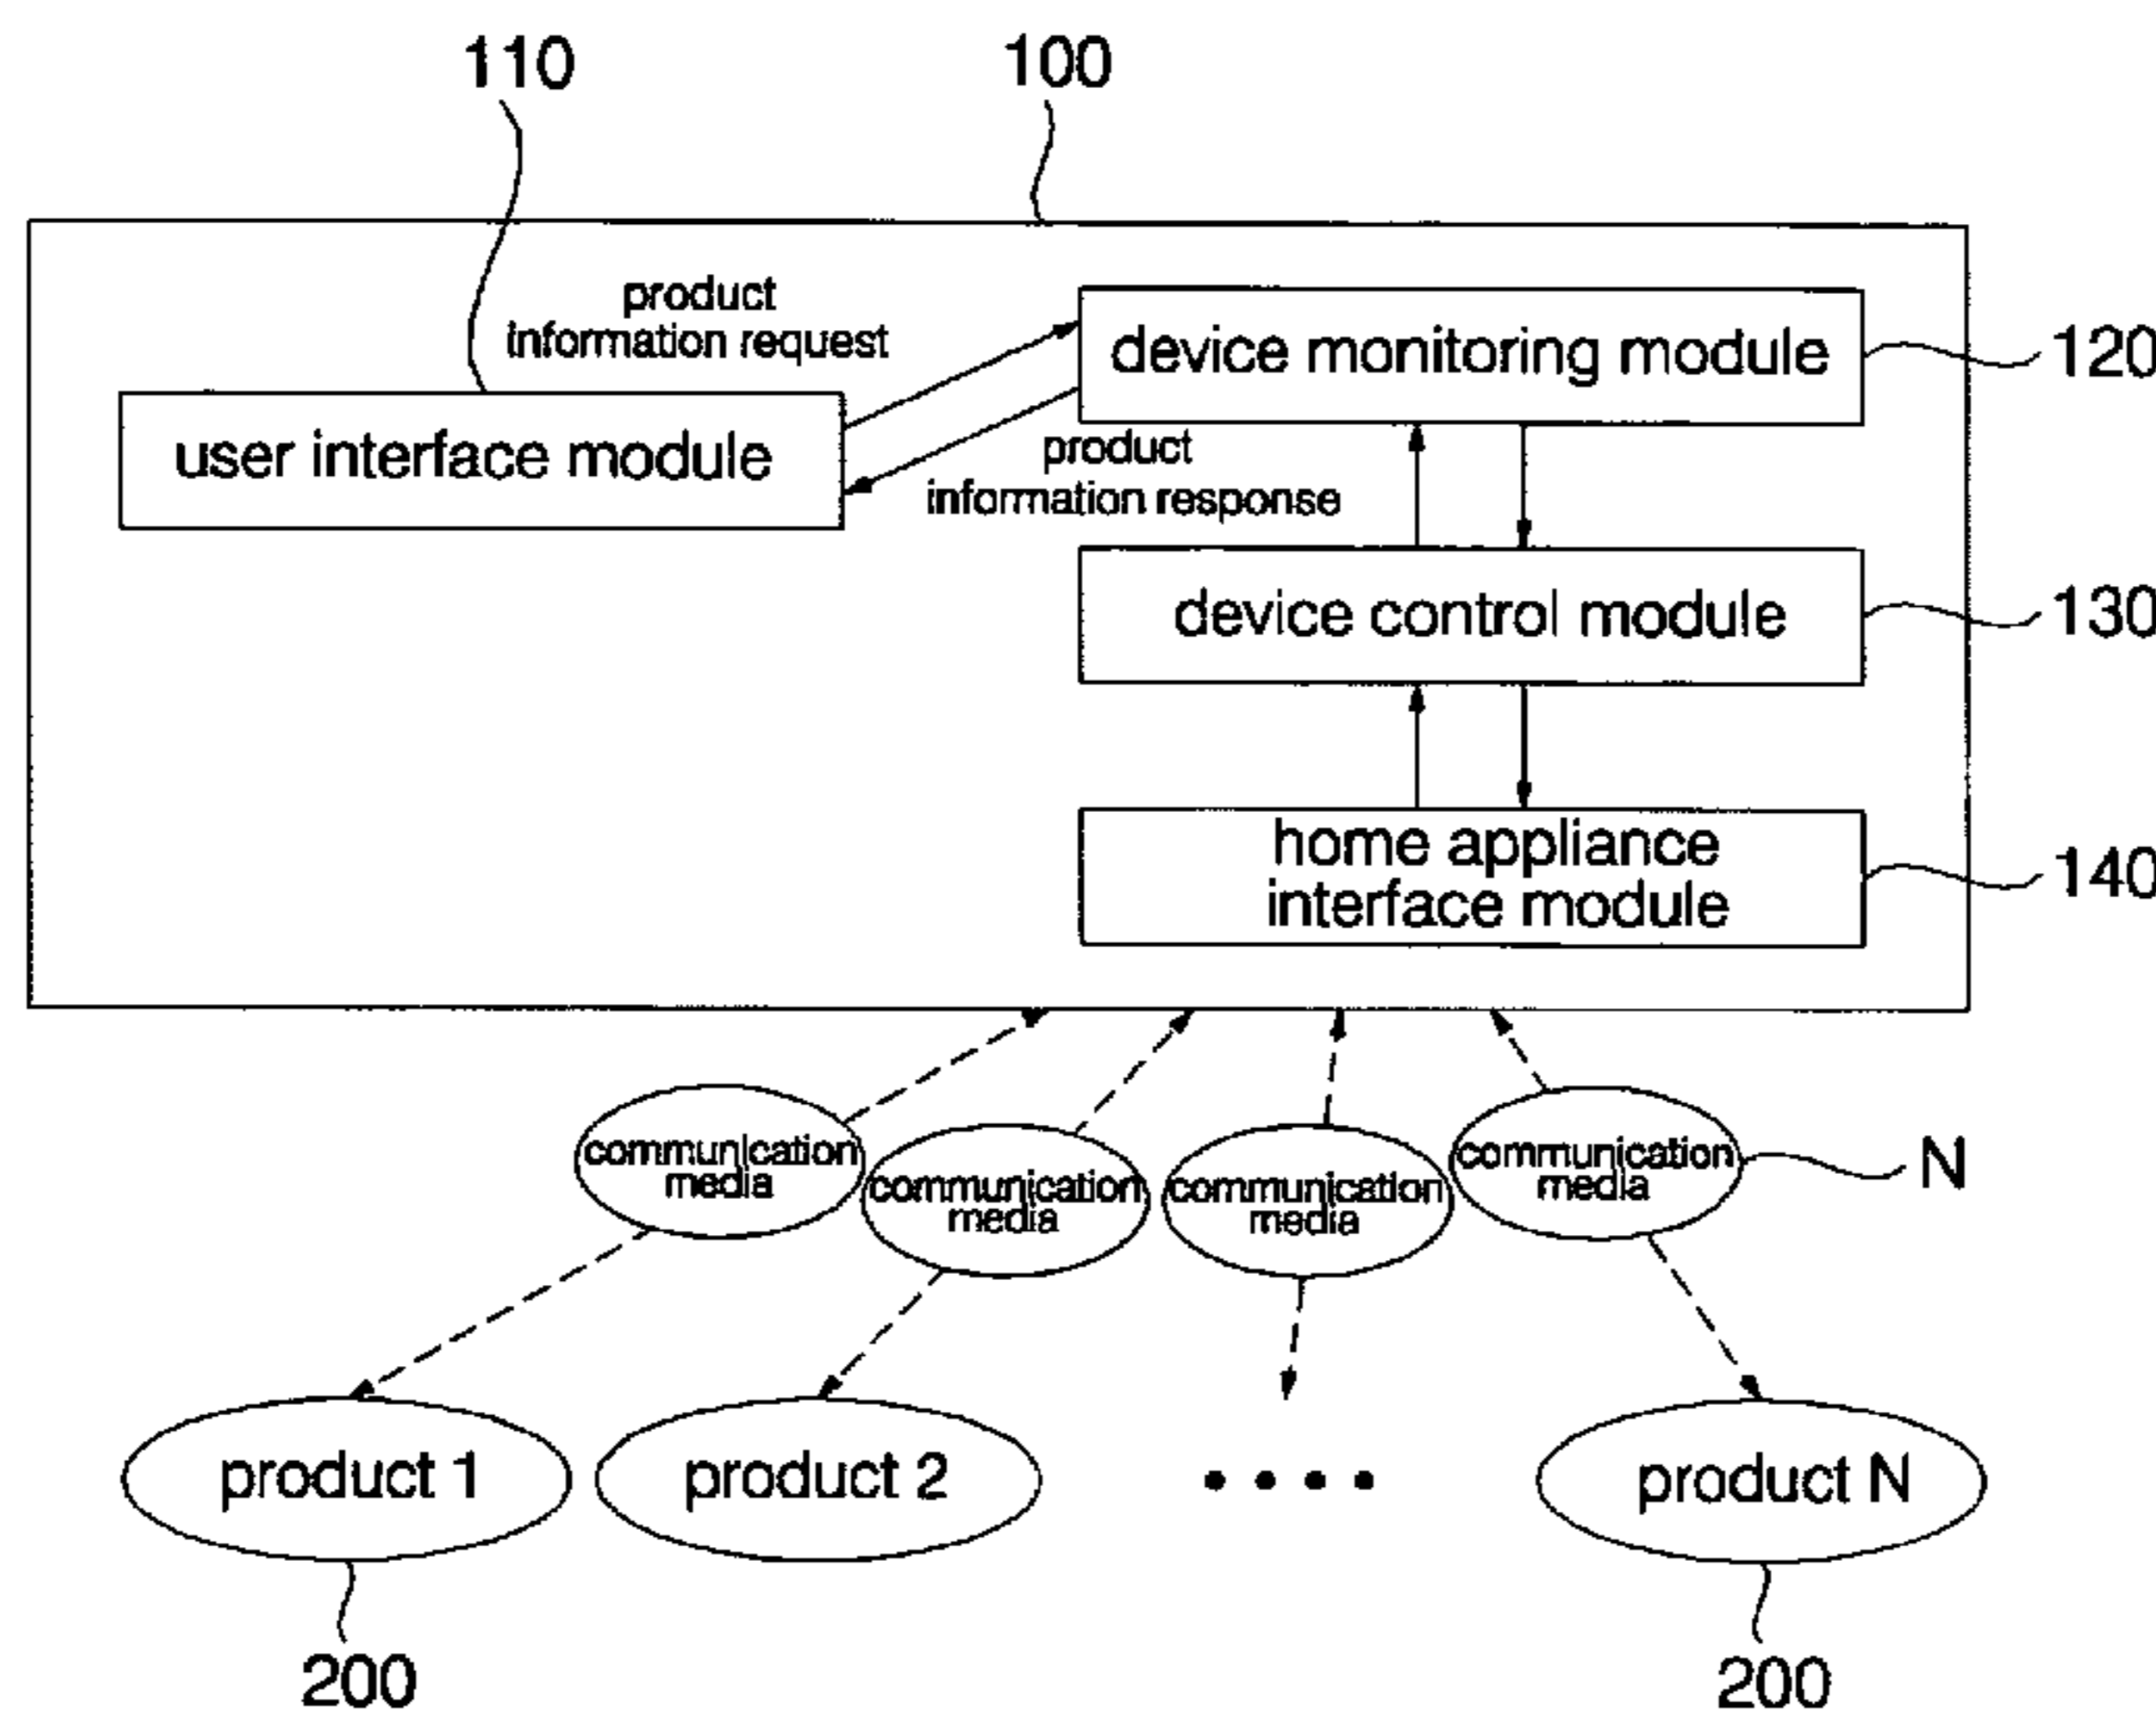 110
100
product
information request
device monitoring module
120
user interface module
product
information response
device control module
130
home appliance
interface module
140
communication
media
communication
media
communication
media
communication
media
N
product 1
product 2
• • • •
product N
200
200